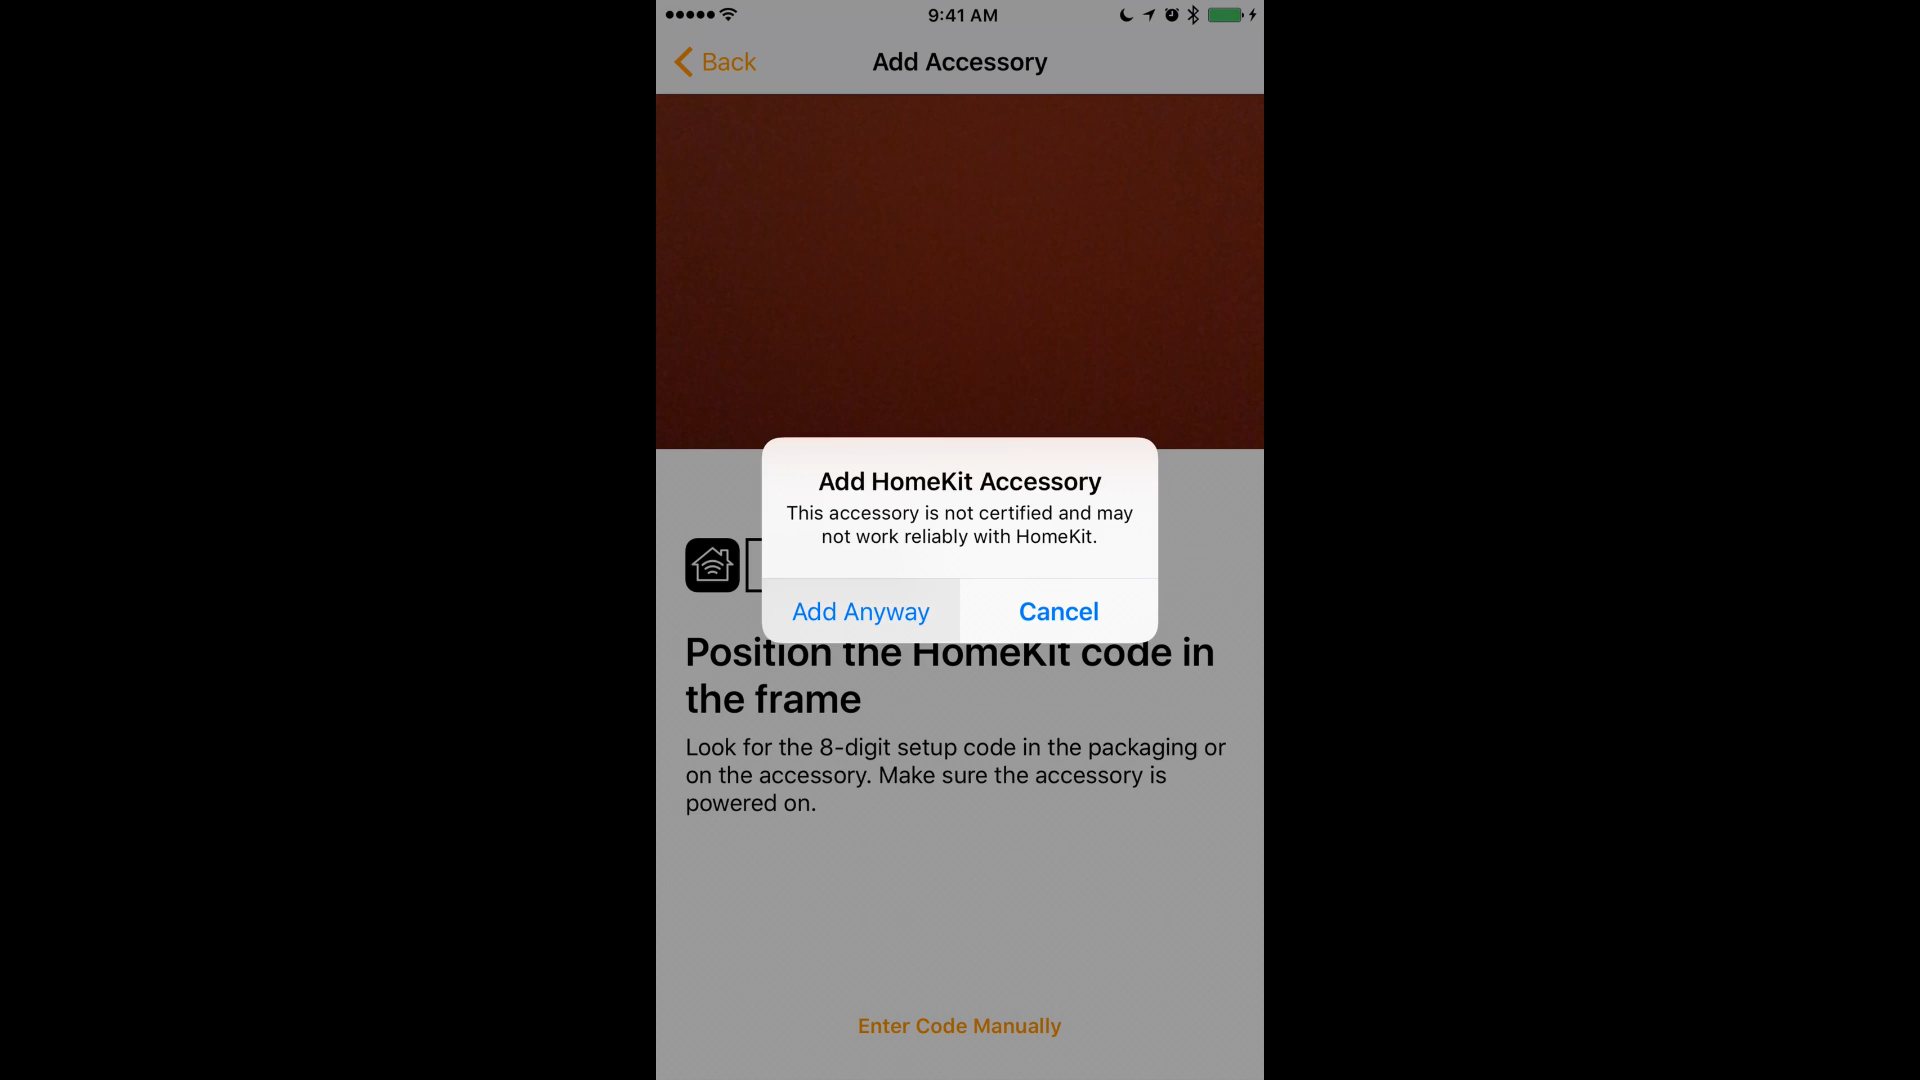 9:41 AM
Back
Add Accessory
Add HomeKit Accessory
This accessory is not certified and may
not work reliably with HomeKit.
Add Anyway
Cancel
Position the HomeKit code in
the frame
Look for the 8-digit setup code in the packaging or
on the accessory. Make sure the accessory is
powered on.
Enter Code Manually